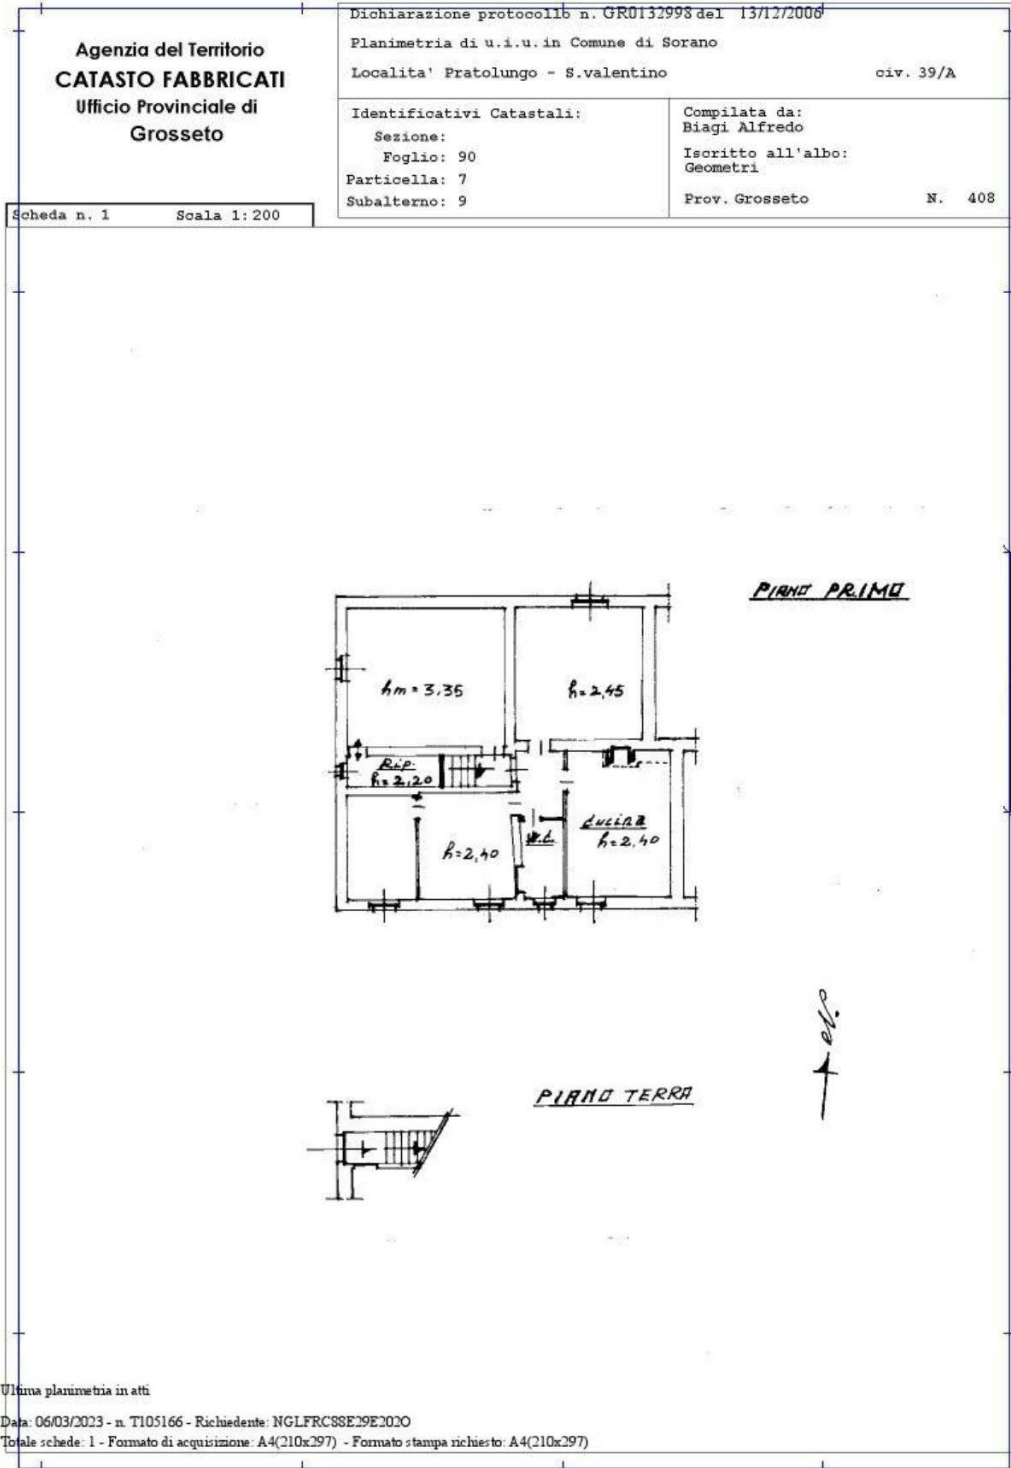 Agenzia del Territorio
CATASTO FABBRICATI
Ufficio Provinciale di
Grosseto
Scheda n. 1 Scala 1:200
Dichiarazione protocollo n. GR0132998 del 13/12/2006
Planimetria di u.i.u. in Comune di Sorano
Localita' Pratolungo - S.valentino civ. 39/A
Identificativi Catastali:
Sezione:
Foglio: 90
Particella: 7
Subalterno: 9
Compilata da:
Biagi Alfredo
Iscritto all'albo:
Geometri
Prov. Grosseto N. 408
PIANO PRIMO
hm = 3,35
h= 2,45
Rip.
h= 2,20
h=2,40
W.C.
Cucina
h= 2,40
N.
PIANO TERRA
Ultima planimetria in atti
Data: 06/03/2023 - n. T105166 - Richiedente: NGLFRC88E29E202O
Totale schede: 1 - Formato di acquisizione: A4(210x297) - Formato stampa richiesto: A4(210x297)